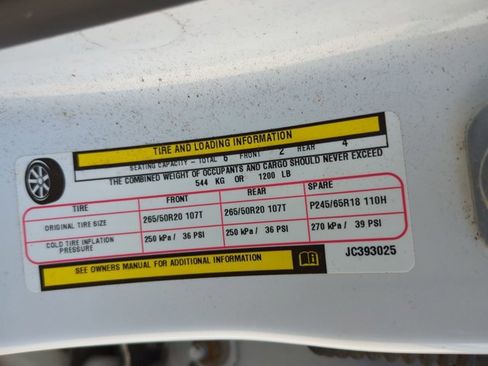 TIRE AND LOADING INFORMATION
SEATING CAPACITY - TOTAL 6 FRONT 2 REAR 4
THE COMBINED WEIGHT OF OCCUPANTS AND CARGO SHOULD NEVER EXCEED
544 KG OR 1200 LB
TIRE FRONT REAR SPARE
ORIGINAL TIRE SIZE 265/50R20 107T 265/50R20 107T P245/65R18 110H
COLD TIRE INFLATION PRESSURE 250 kPa / 36 PSI 250 kPa / 36 PSI 270 kPa / 39 PSI
SEE OWNERS MANUAL FOR ADDITIONAL INFORMATION
JC393025